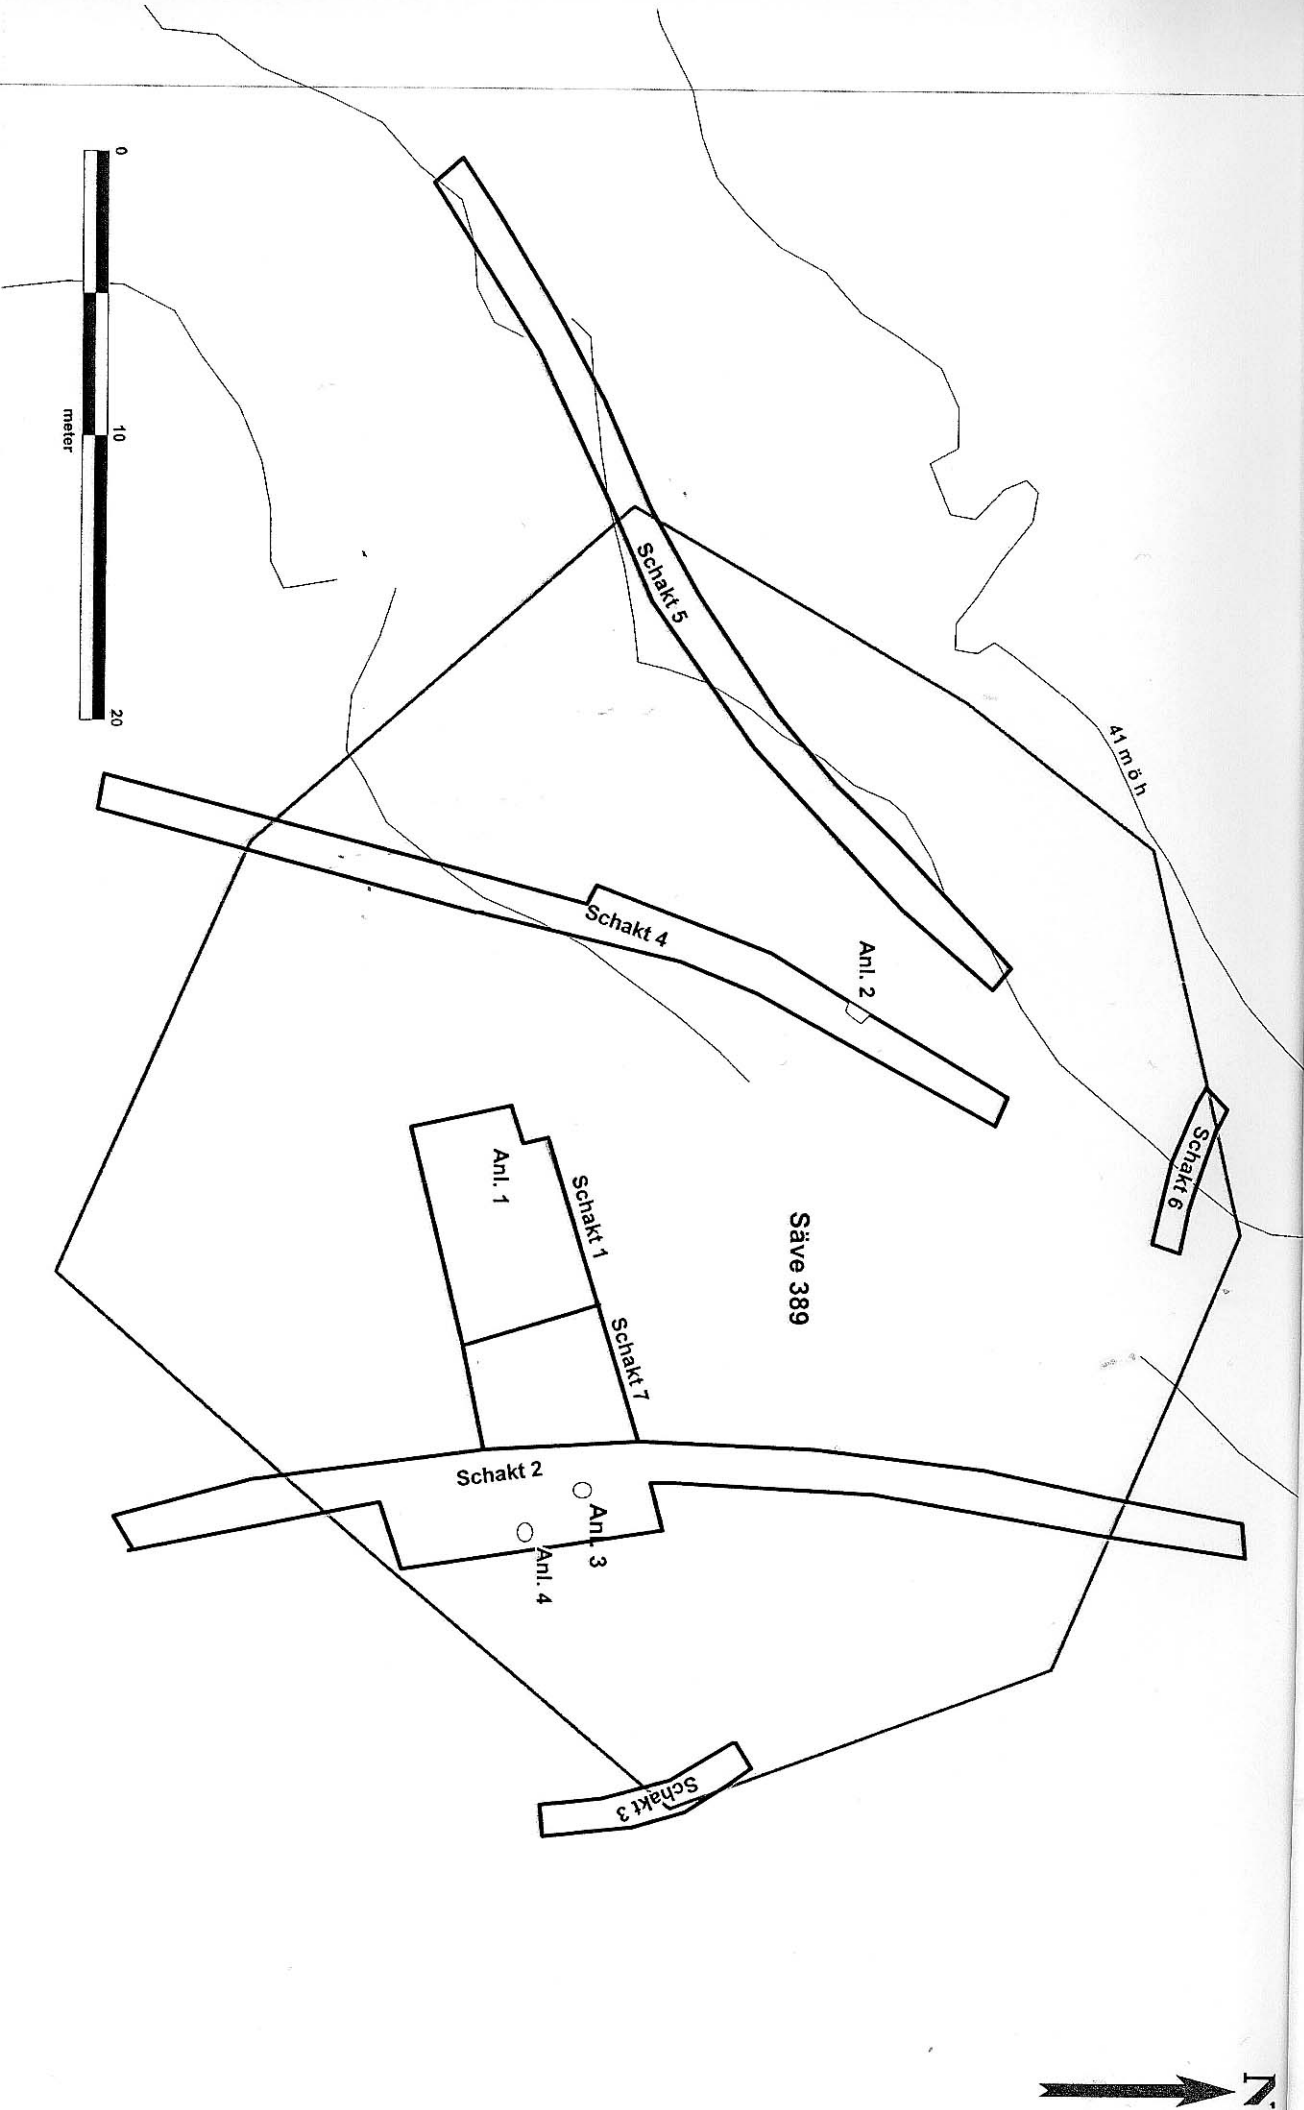 N
41 m ö h
Schakt 6
Schakt 5
Anl. 2
Schakt 4
Säve 389
Schakt 1
Schakt 7
Anl. 1
Schakt 2
Anl. 3
Anl. 4
Schakt 3
0
10
20
meter